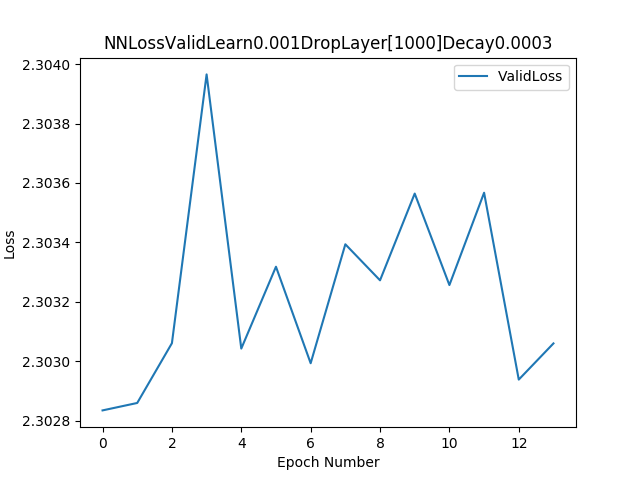 NNLossValidLearn0.001DropLayer[1000]Decay0.0003
ValidLoss
2.3040
2.3038
2.3036
2.3034
2.3032
2.3030
2.3028
Loss
0 2 4 6 8 10 12
Epoch Number